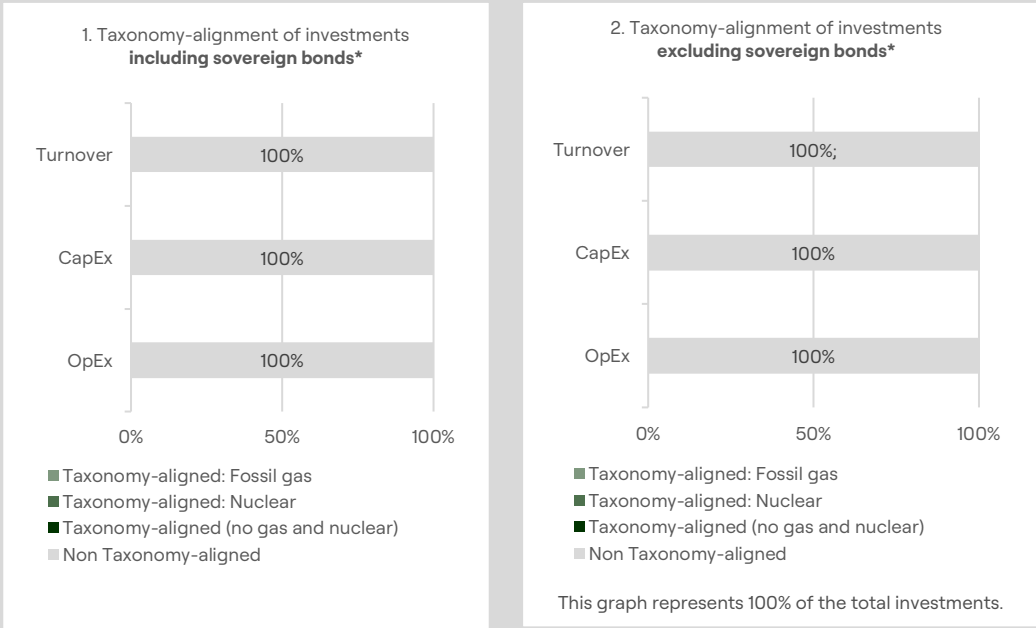 1. Taxonomy-alignment of investments
including sovereign bonds*
Turnover
100%
CapEx
100%
OpEx
100%
0%
50%
100%
Taxonomy-aligned: Fossil gas
Taxonomy-aligned: Nuclear
Taxonomy-aligned (no gas and nuclear)
Non Taxonomy-aligned
2. Taxonomy-alignment of investments
excluding sovereign bonds*
Turnover
100%;
CapEx
100%
OpEx
100%
0%
50%
100%
Taxonomy-aligned: Fossil gas
Taxonomy-aligned: Nuclear
Taxonomy-aligned (no gas and nuclear)
Non Taxonomy-aligned
This graph represents 100% of the total investments.